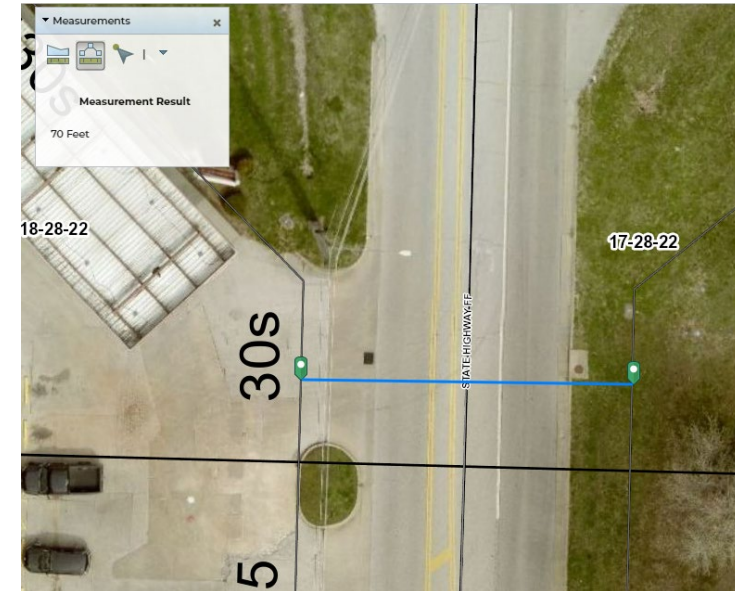 Measurements
Measurement Result
70 Feet
18-28-22
17-28-22
30s
STATE-HIGHWAY-FF
5